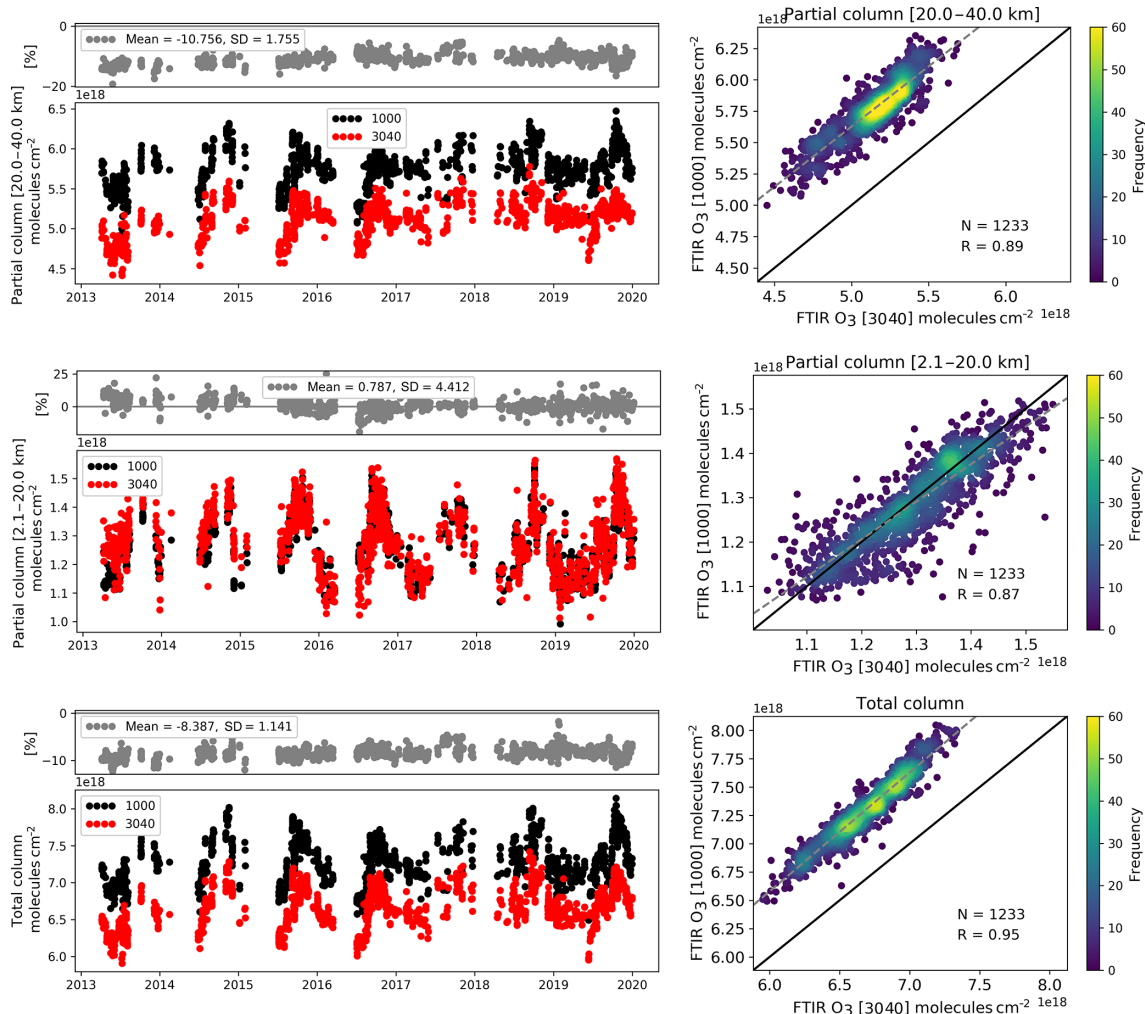 0
−20
[%]
Mean = -10.756, SD = 1.755
1e18
6.5
6.0
5.5
5.0
4.5
Partial column [20.0−40.0 km]
molecules cm⁻²
1000
3040
2013 2014 2015 2016 2017 2018 2019 2020
1e18
Partial column [20.0−40.0 km]
6.25
6.00
5.75
5.50
5.25
5.00
4.75
4.50
FTIR O₃ [1000] molecules cm⁻²
N = 1233
R = 0.89
4.5 5.0 5.5 6.0
FTIR O₃ [3040] molecules cm⁻² 1e18
60
50
40
30
20
10
0
Frequency
25
0
[%]
Mean = 0.787, SD = 4.412
1e18
1.5
1.4
1.3
1.2
1.1
1.0
Partial column [2.1−20.0 km]
molecules cm⁻²
1000
3040
2013 2014 2015 2016 2017 2018 2019 2020
1e18
Partial column [2.1−20.0 km]
1.5
1.4
1.3
1.2
1.1
FTIR O₃ [1000] molecules cm⁻²
N = 1233
R = 0.87
1.1 1.2 1.3 1.4 1.5
FTIR O₃ [3040] molecules cm⁻² 1e18
60
50
40
30
20
10
0
Frequency
0
−10
[%]
Mean = -8.387, SD = 1.141
1e18
8.0
7.5
7.0
6.5
6.0
Total column
molecules cm⁻²
1000
3040
2013 2014 2015 2016 2017 2018 2019 2020
1e18
Total column
8.00
7.75
7.50
7.25
7.00
6.75
6.50
6.25
6.00
FTIR O₃ [1000] molecules cm⁻²
N = 1233
R = 0.95
6.0 6.5 7.0 7.5 8.0
FTIR O₃ [3040] molecules cm⁻² 1e18
60
50
40
30
20
10
0
Frequency